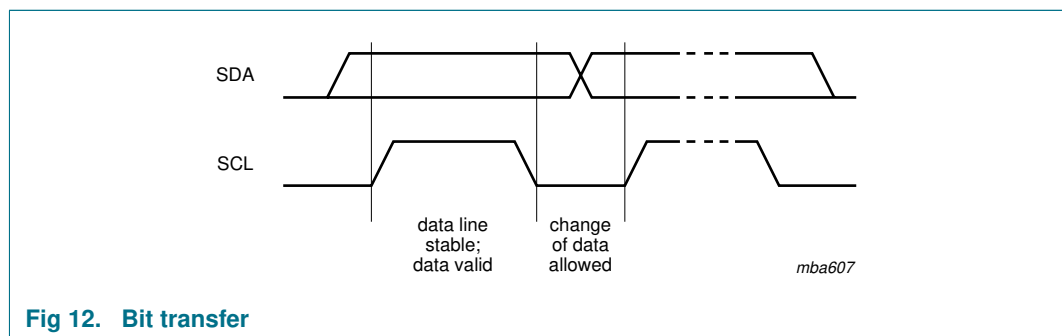 SDA
SCL
data line
stable;
data valid
change
of data
allowed
mba607
Fig 12. Bit transfer